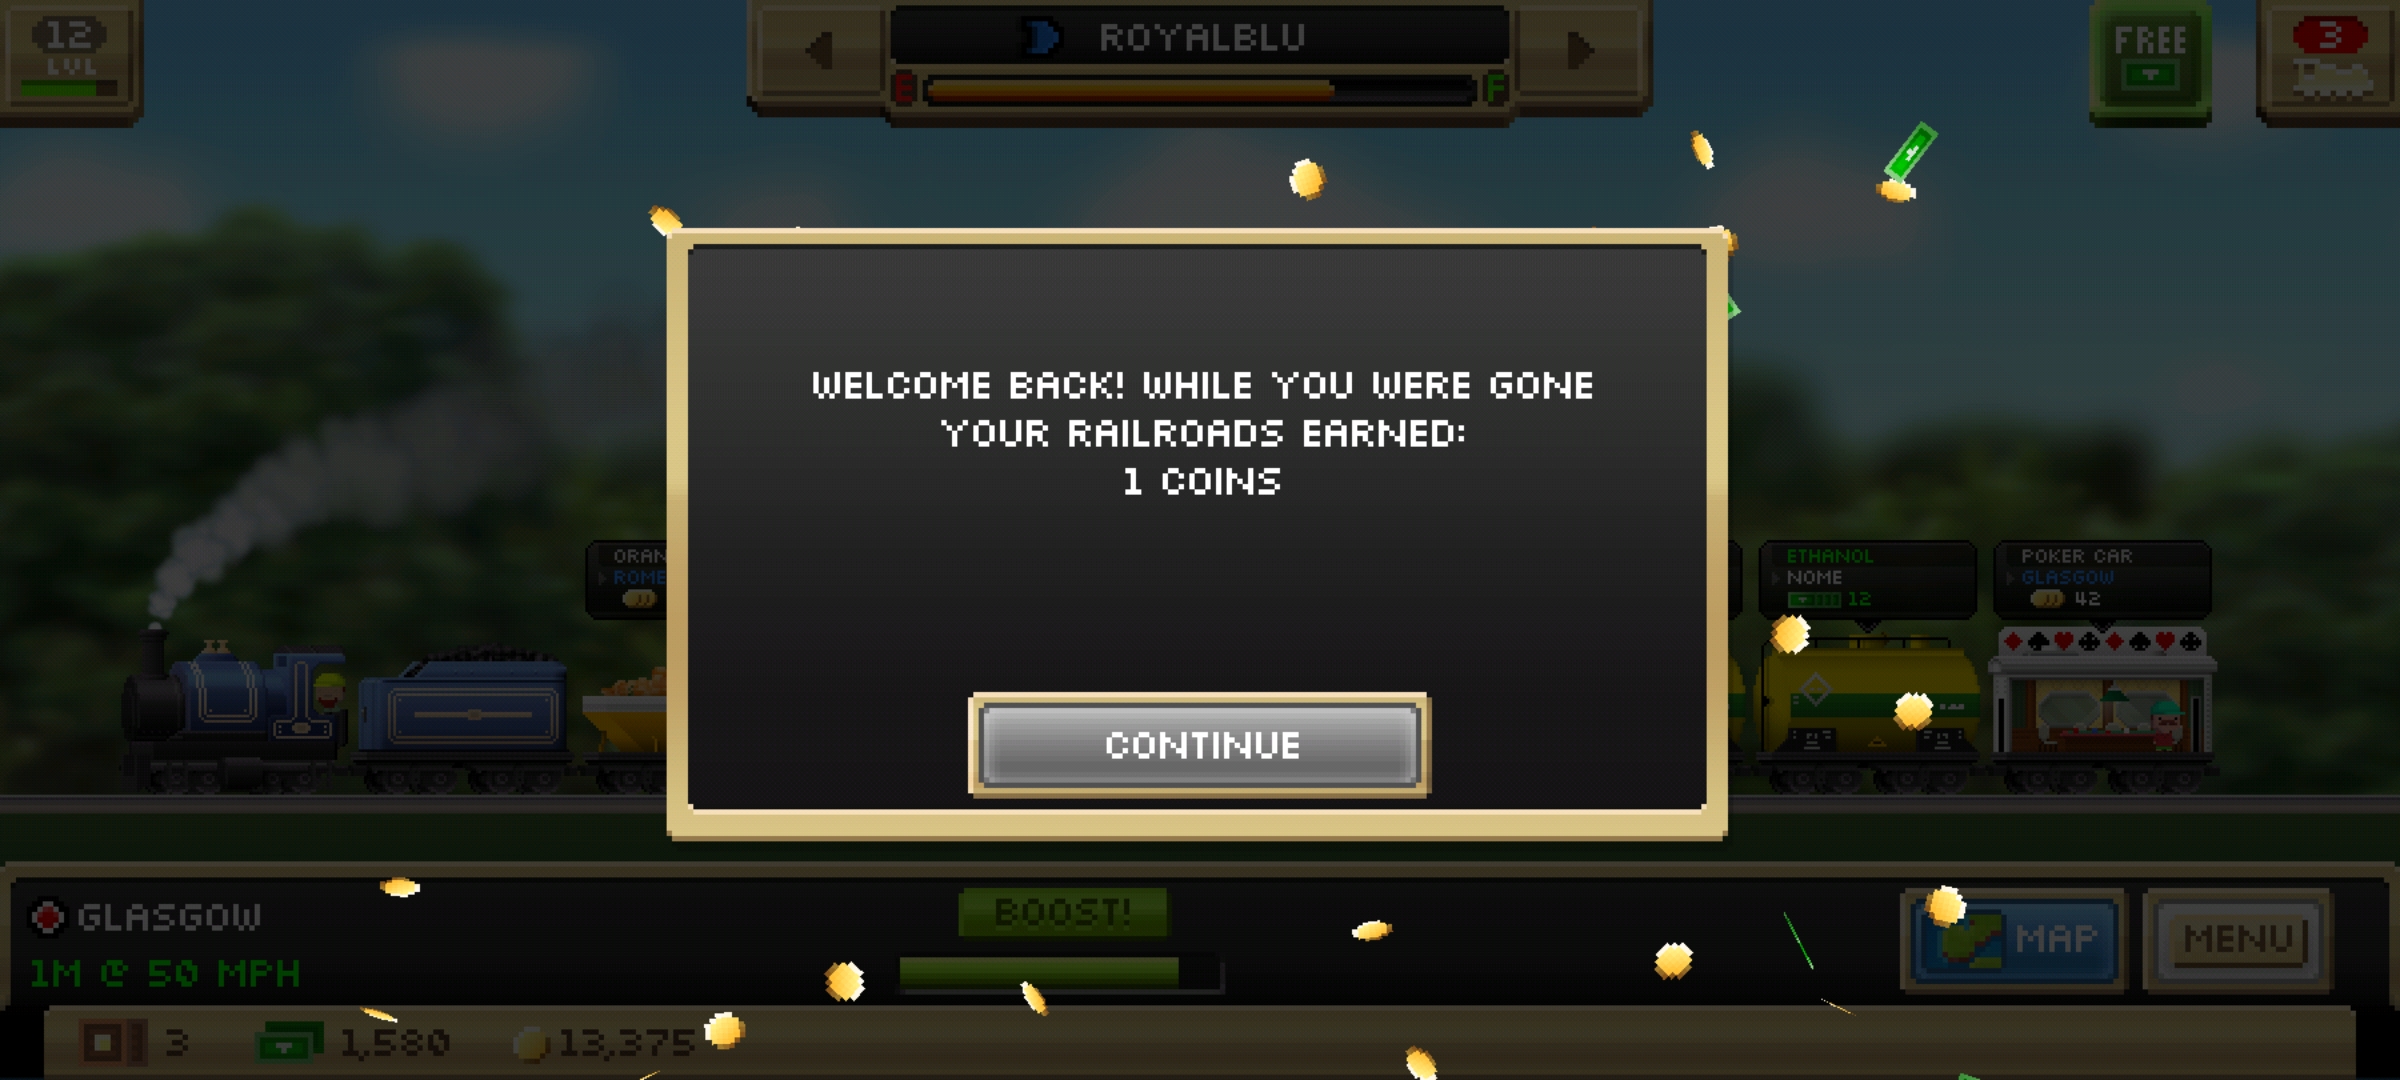 12
LVL
ROYALBLU
E
F
FREE
3
WELCOME BACK! WHILE YOU WERE GONE
YOUR RAILROADS EARNED:
1 COINS
ROME
ETHANOL
NOME
12
POKER CAR
GLASGOW
42
CONTINUE
GLASGOW
1M @ 50 MPH
BOOST!
MAP
MENU
3
1,580
13,375